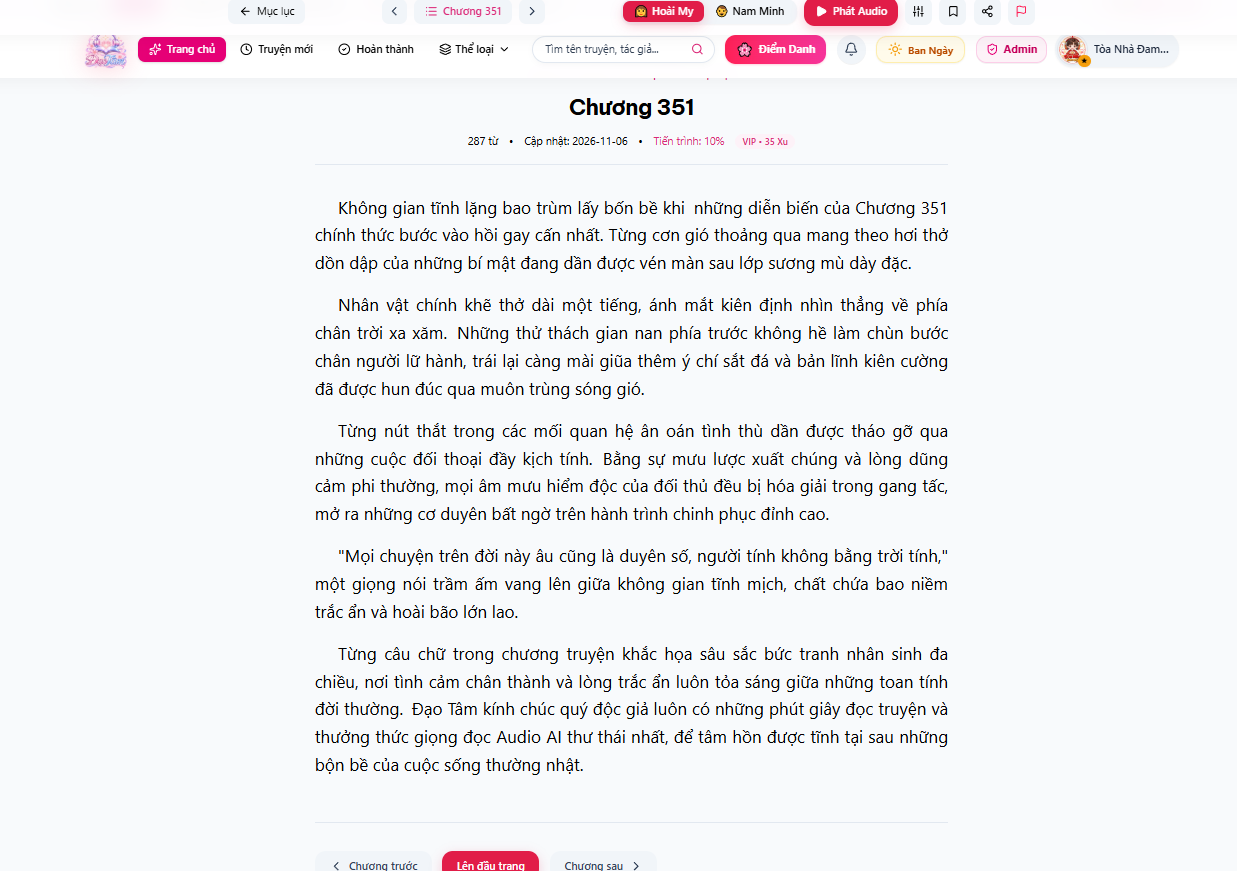 Mục lục
Chương 351
Hoài My
Nam Minh
Phát Audio
Trang chủ
Truyện mới
Hoàn thành
Thể loại
Tìm tên truyện, tác giả...
Điểm Danh
Ban Ngày
Admin
Tòa Nhà Đam...
Chương 351
287 từ • Cập nhật: 2026-11-06 • Tiến trình: 10% VIP • 35 Xu
Không gian tĩnh lặng bao trùm lấy bốn bề khi những diễn biến của Chương 351
chính thức bước vào hồi gay cấn nhất. Từng cơn gió thoảng qua mang theo hơi thở
dồn dập của những bí mật đang dần được vén màn sau lớp sương mù dày đặc.
Nhân vật chính khẽ thở dài một tiếng, ánh mắt kiên định nhìn thẳng về phía
chân trời xa xăm. Những thử thách gian nan phía trước không hề làm chùn bước
chân người lữ hành, trái lại càng mài giũa thêm ý chí sắt đá và bản lĩnh kiên cường
đã được hun đúc qua muôn trùng sóng gió.
Từng nút thắt trong các mối quan hệ ân oán tình thù dần được tháo gỡ qua
những cuộc đối thoại đầy kịch tính. Bằng sự mưu lược xuất chúng và lòng dũng
cảm phi thường, mọi âm mưu hiểm độc của đối thủ đều bị hóa giải trong gang tấc,
mở ra những cơ duyên bất ngờ trên hành trình chinh phục đỉnh cao.
"Mọi chuyện trên đời này âu cũng là duyên số, người tính không bằng trời tính,"
một giọng nói trầm ấm vang lên giữa không gian tĩnh mịch, chất chứa bao niềm
trắc ẩn và hoài bão lớn lao.
Từng câu chữ trong chương truyện khắc họa sâu sắc bức tranh nhân sinh đa
chiều, nơi tình cảm chân thành và lòng trắc ẩn luôn tỏa sáng giữa những toan tính
đời thường. Đạo Tâm kính chúc quý độc giả luôn có những phút giây đọc truyện và
thưởng thức giọng đọc Audio AI thư thái nhất, để tâm hồn được tĩnh tại sau những
bộn bề của cuộc sống thường nhật.
Chương trước
Lên đầu trang
Chương sau